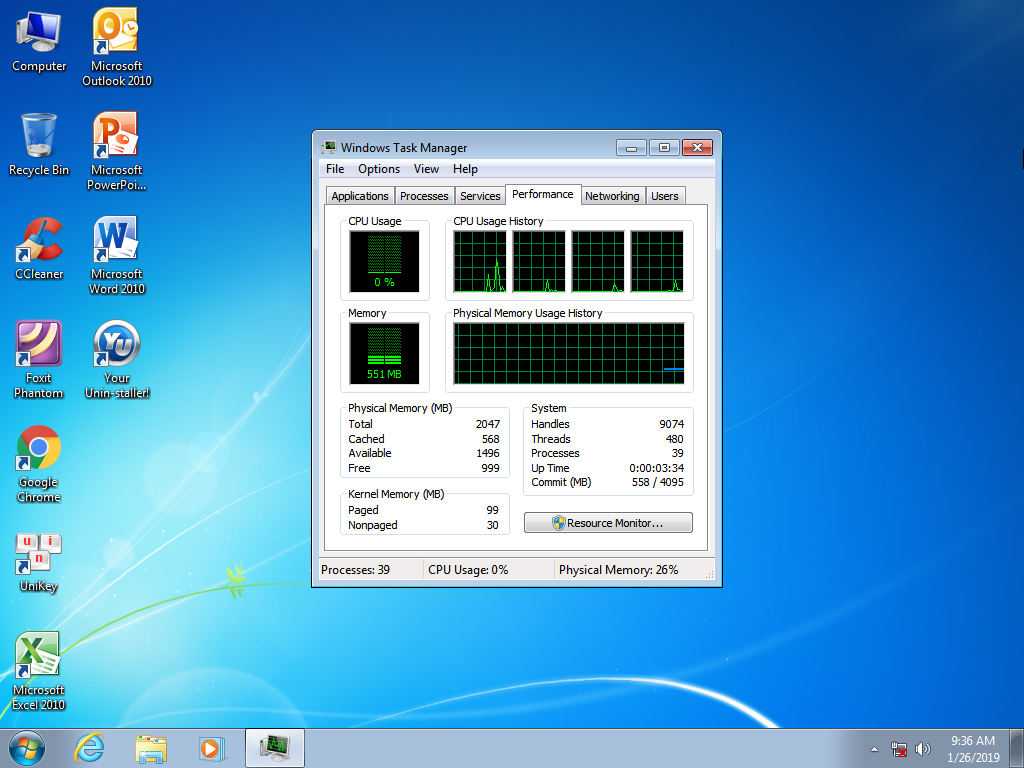 Computer
Microsoft
Outlook 2010
Recycle Bin
Microsoft
PowerPoi...
CCleaner
Microsoft
Word 2010
Foxit
Phantom
Your
Unin-staller!
Google
Chrome
UniKey
Microsoft
Excel 2010
Windows Task Manager
File Options View Help
Applications Processes Services Performance Networking Users
CPU Usage
0 %
CPU Usage History
Memory
551 MB
Physical Memory Usage History
Physical Memory (MB)
Total 2047
Cached 568
Available 1496
Free 999
Kernel Memory (MB)
Paged 99
Nonpaged 30
System
Handles 9074
Threads 480
Processes 39
Up Time 0:00:03:34
Commit (MB) 558 / 4095
Resource Monitor...
Processes: 39 CPU Usage: 0% Physical Memory: 26%
9:36 AM
1/26/2019